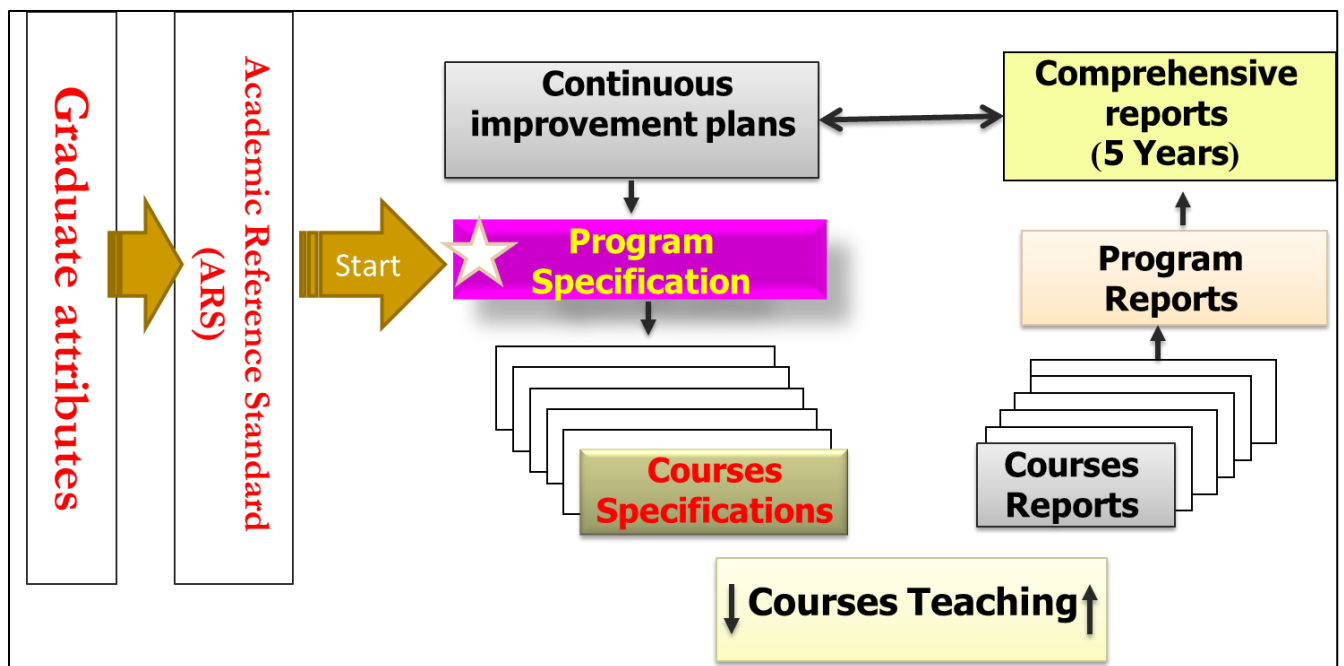 Graduate attributes
Academic Reference Standard
(ARS)
Start
Continuous
improvement plans
Program
Specification
Courses
Specifications
Courses Teaching
Courses
Reports
Program
Reports
Comprehensive
reports
(5 Years)